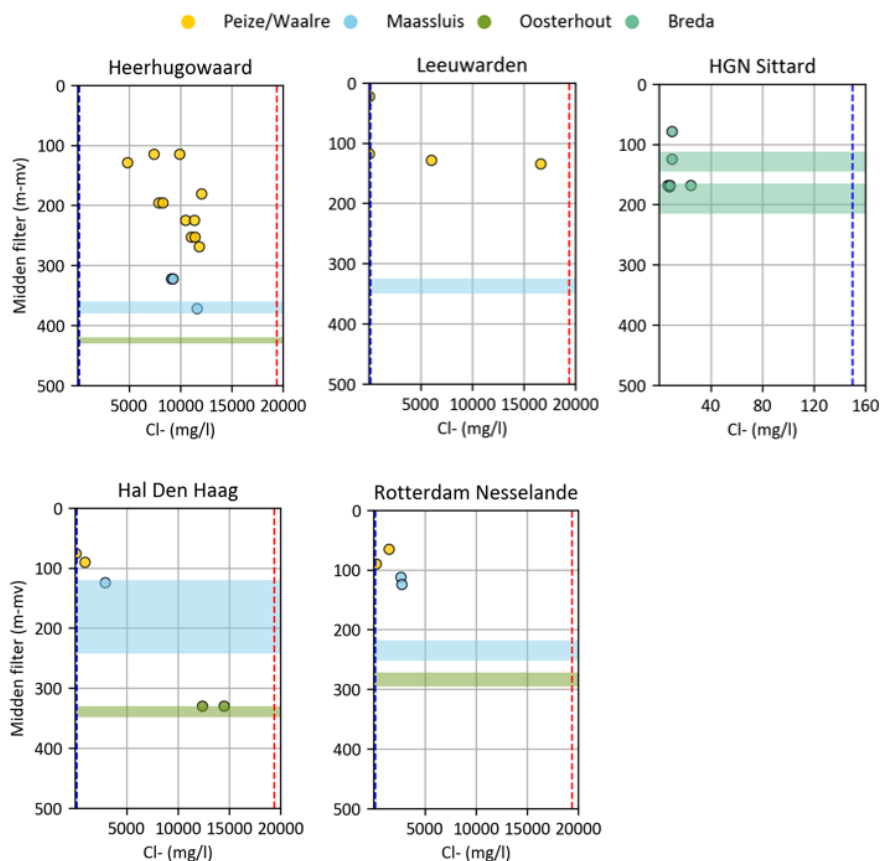 Peize/Waalre Maassluis Oosterhout Breda
Heerhugowaard
0
100
200
300
400
500
Midden filter (m-mv)
5000 10000 15000 20000
Cl- (mg/l)
Leeuwarden
0
100
200
300
400
500
5000 10000 15000 20000
Cl- (mg/l)
HGN Sittard
0
100
200
300
400
500
40 80 120 160
Cl- (mg/l)
Hal Den Haag
0
100
200
300
400
500
Midden filter (m-mv)
5000 10000 15000 20000
Cl- (mg/l)
Rotterdam Nesselande
0
100
200
300
400
500
5000 10000 15000 20000
Cl- (mg/l)